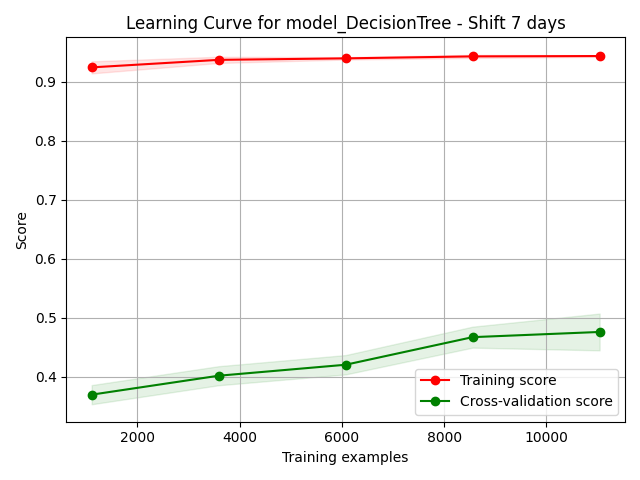 Learning Curve for model_DecisionTree - Shift 7 days
Score
0.9
0.8
0.7
0.6
0.5
0.4
Training score
Cross-validation score
2000 4000 6000 8000 10000
Training examples